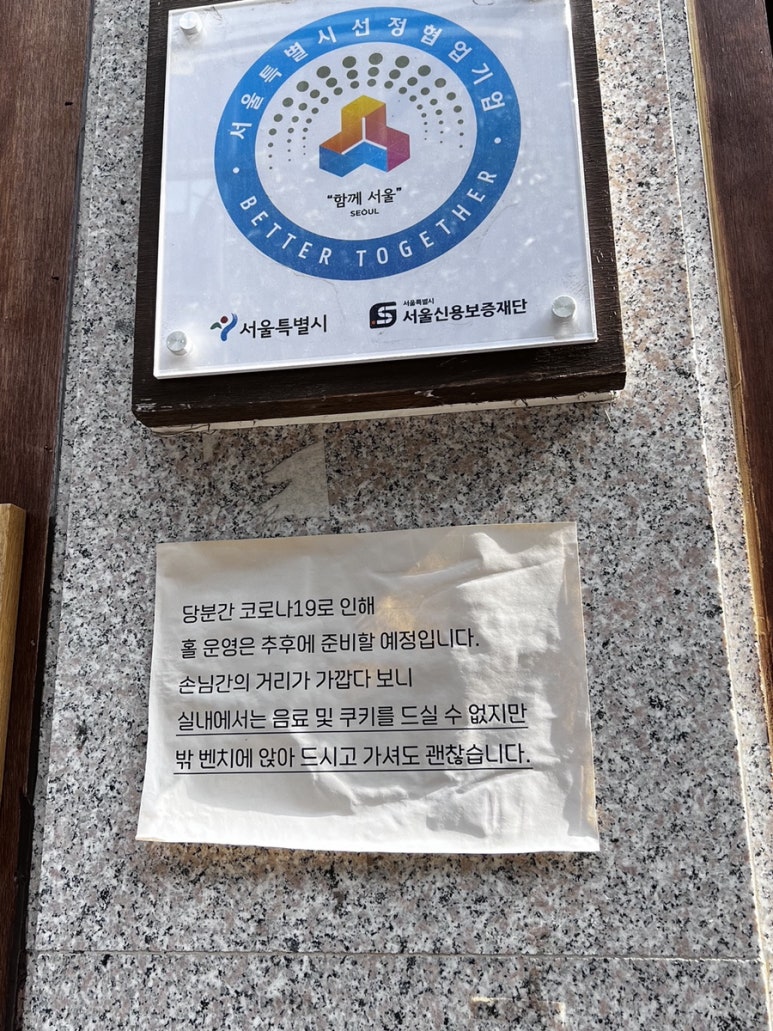 서울특별시선정협업기업
“함께 서울”
SEOUL
• BETTER TOGETHER •
서울특별시
서울특별시
서울신용보증재단
당분간 코로나19로 인해
홀 운영은 추후에 준비할 예정입니다.
손님간의 거리가 가깝다 보니
실내에서는 음료 및 쿠키를 드실 수 없지만
밖 벤치에 앉아 드시고 가셔도 괜찮습니다.